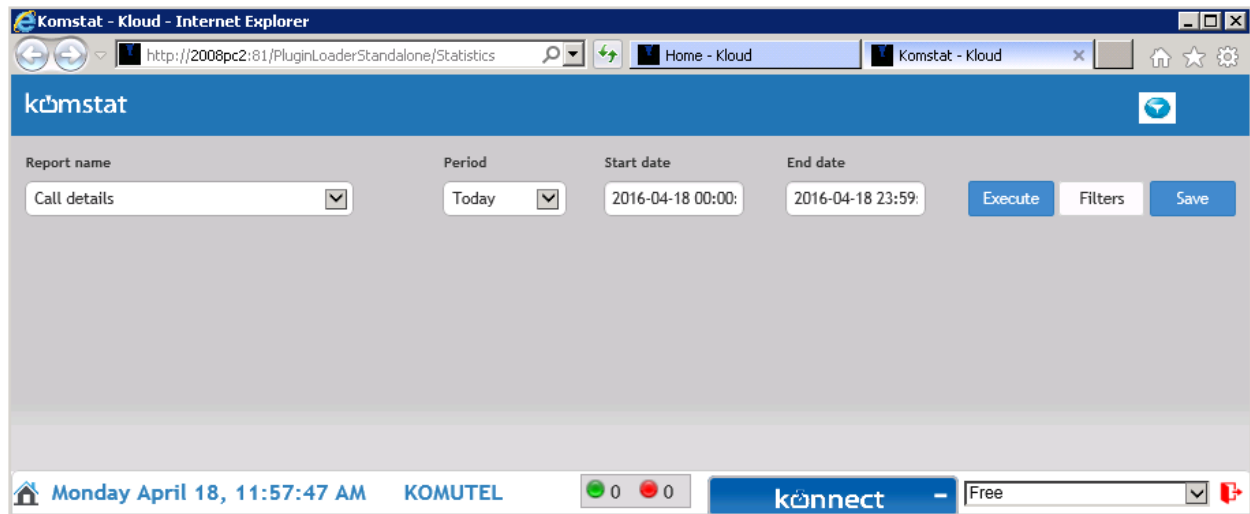 Komstat - Kloud - Internet Explorer
http://2008pc2:81/PluginLoaderStandalone/Statistics Home - Kloud Komstat - Kloud
komstat
Report name Period Start date End date
Call details Today 2016-04-18 00:00: 2016-04-18 23:59: Execute Filters Save
Monday April 18, 11:57:47 AM KOMUTEL 0 0 konnect Free